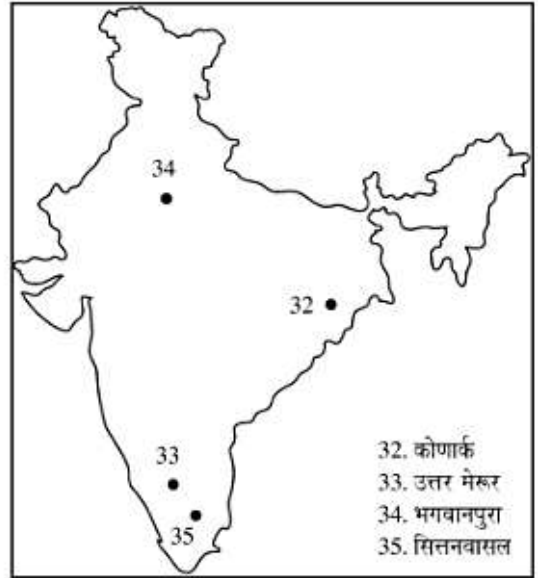 34
32
33
35
32. कोणार्क
33. उत्तर मेरूर
34. भगवानपुरा
35. सित्तनवासल